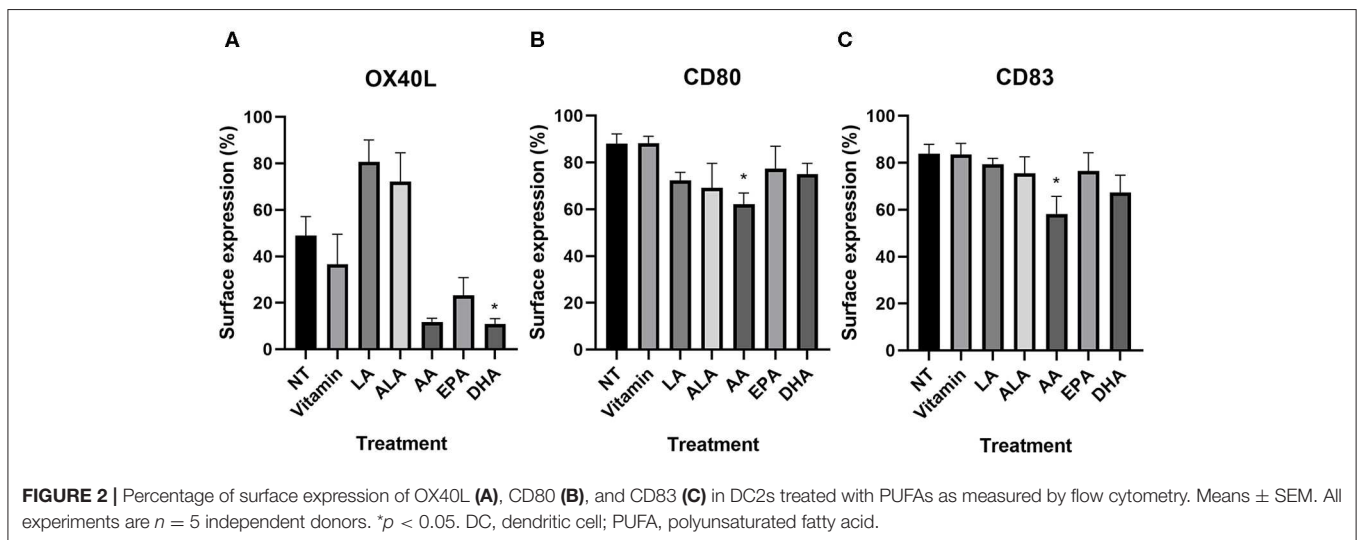 A
OX40L
Surface expression (%)
100
80
60
40
20
0
*
NT
Vitamin
LA
ALA
AA
EPA
DHA
Treatment
B
CD80
Surface expression (%)
100
80
60
40
20
0
*
NT
Vitamin
LA
ALA
AA
EPA
DHA
Treatment
C
CD83
Surface expression (%)
100
80
60
40
20
0
*
NT
Vitamin
LA
ALA
AA
EPA
DHA
Treatment
FIGURE 2 | Percentage of surface expression of OX40L (A), CD80 (B), and CD83 (C) in DC2s treated with PUFAs as measured by flow cytometry. Means ± SEM. All
experiments are n = 5 independent donors. *p < 0.05. DC, dendritic cell; PUFA, polyunsaturated fatty acid.